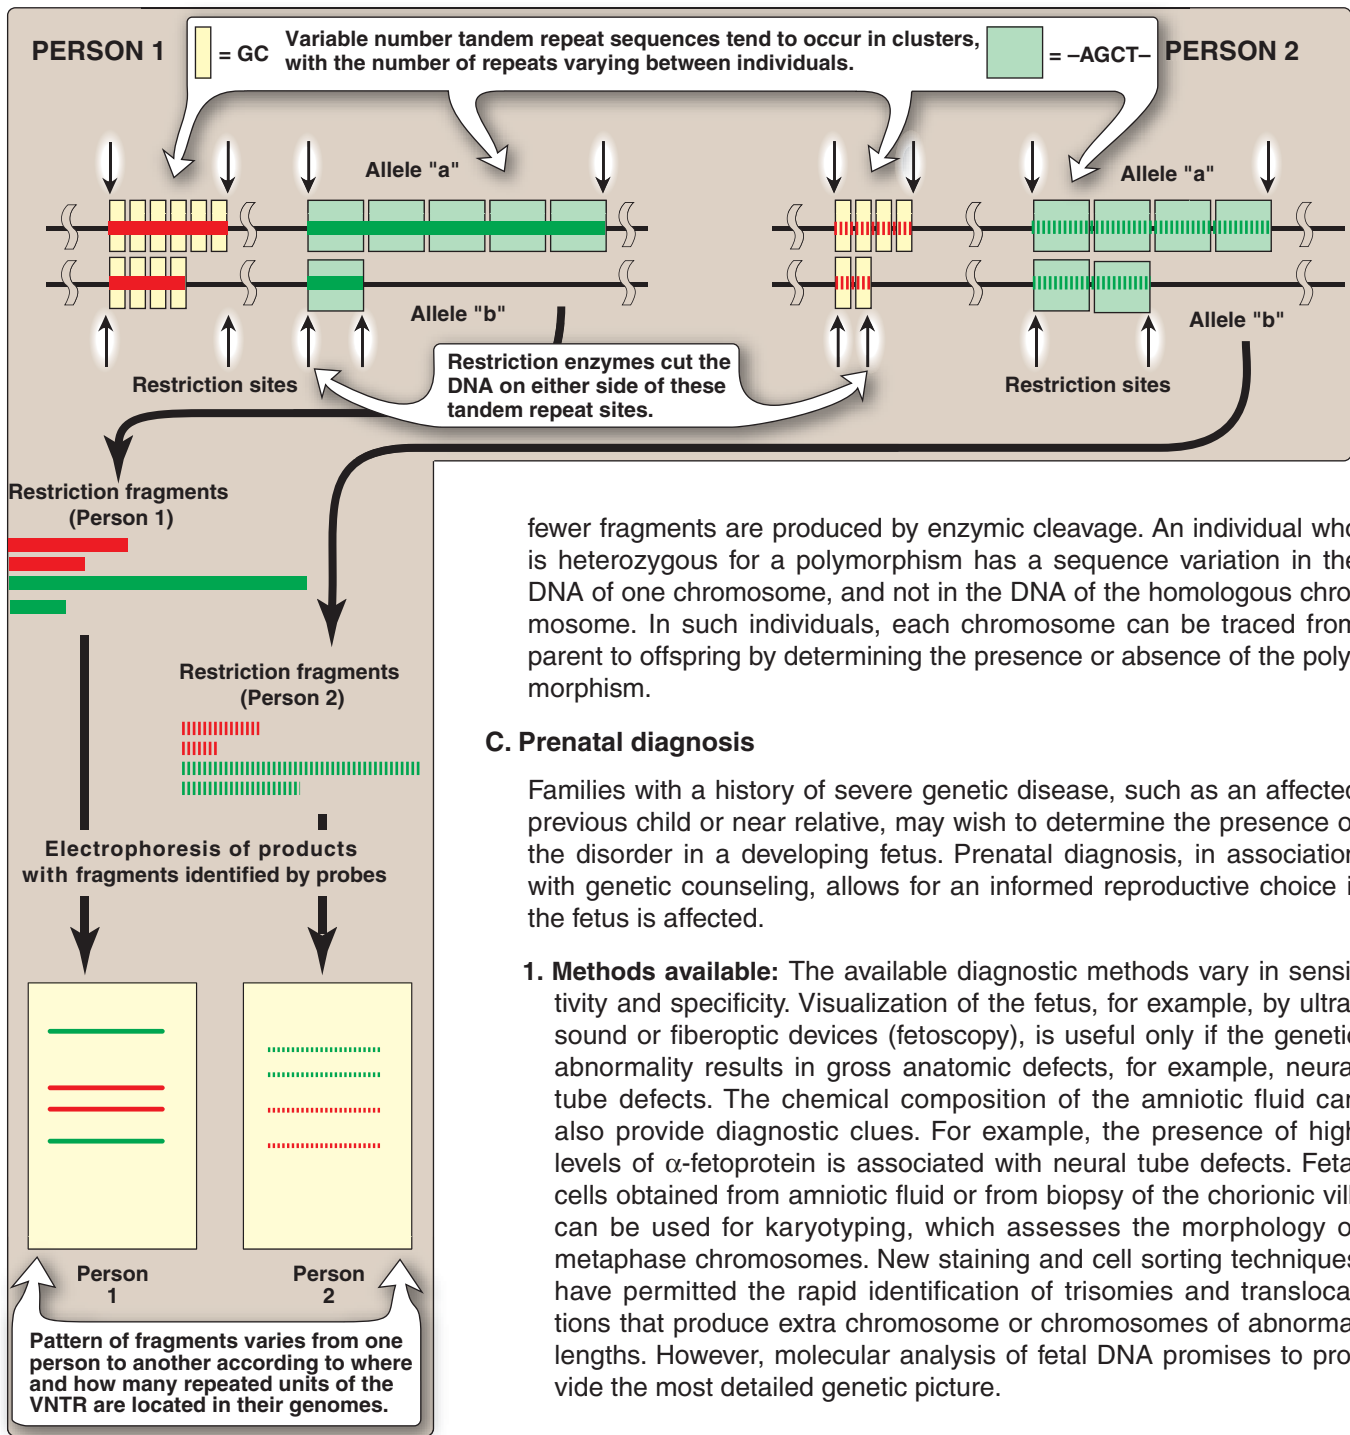 PERSON 1
= GC
Variable number tandem repeat sequences tend to occur in clusters,
with the number of repeats varying between individuals.
= –AGCT–
PERSON 2
Allele "a"
Allele "a"
Allele "b"
Allele "b"
Restriction sites
Restriction enzymes cut the
DNA on either side of these
tandem repeat sites.
Restriction sites
Restriction fragments
(Person 1)
Restriction fragments
(Person 2)
Electrophoresis of products
with fragments identified by probes
Person
1
Person
2
Pattern of fragments varies from one
person to another according to where
and how many repeated units of the
VNTR are located in their genomes.
fewer fragments are produced by enzymic cleavage. An individual who
is heterozygous for a polymorphism has a sequence variation in the
DNA of one chromosome, and not in the DNA of the homologous chro
mosome. In such individuals, each chromosome can be traced from
parent to offspring by determining the presence or absence of the poly
morphism.
C. Prenatal diagnosis
Families with a history of severe genetic disease, such as an affected
previous child or near relative, may wish to determine the presence o
the disorder in a developing fetus. Prenatal diagnosis, in association
with genetic counseling, allows for an informed reproductive choice i
the fetus is affected.
1. Methods available: The available diagnostic methods vary in sensi
tivity and specificity. Visualization of the fetus, for example, by ultra
sound or fiberoptic devices (fetoscopy), is useful only if the genetic
abnormality results in gross anatomic defects, for example, neura
tube defects. The chemical composition of the amniotic fluid can
also provide diagnostic clues. For example, the presence of high
levels of α-fetoprotein is associated with neural tube defects. Feta
cells obtained from amniotic fluid or from biopsy of the chorionic vill
can be used for karyotyping, which assesses the morphology o
metaphase chromosomes. New staining and cell sorting techniques
have permitted the rapid identification of trisomies and transloca
tions that produce extra chromosome or chromosomes of abnorma
lengths. However, molecular analysis of fetal DNA promises to pro
vide the most detailed genetic picture.